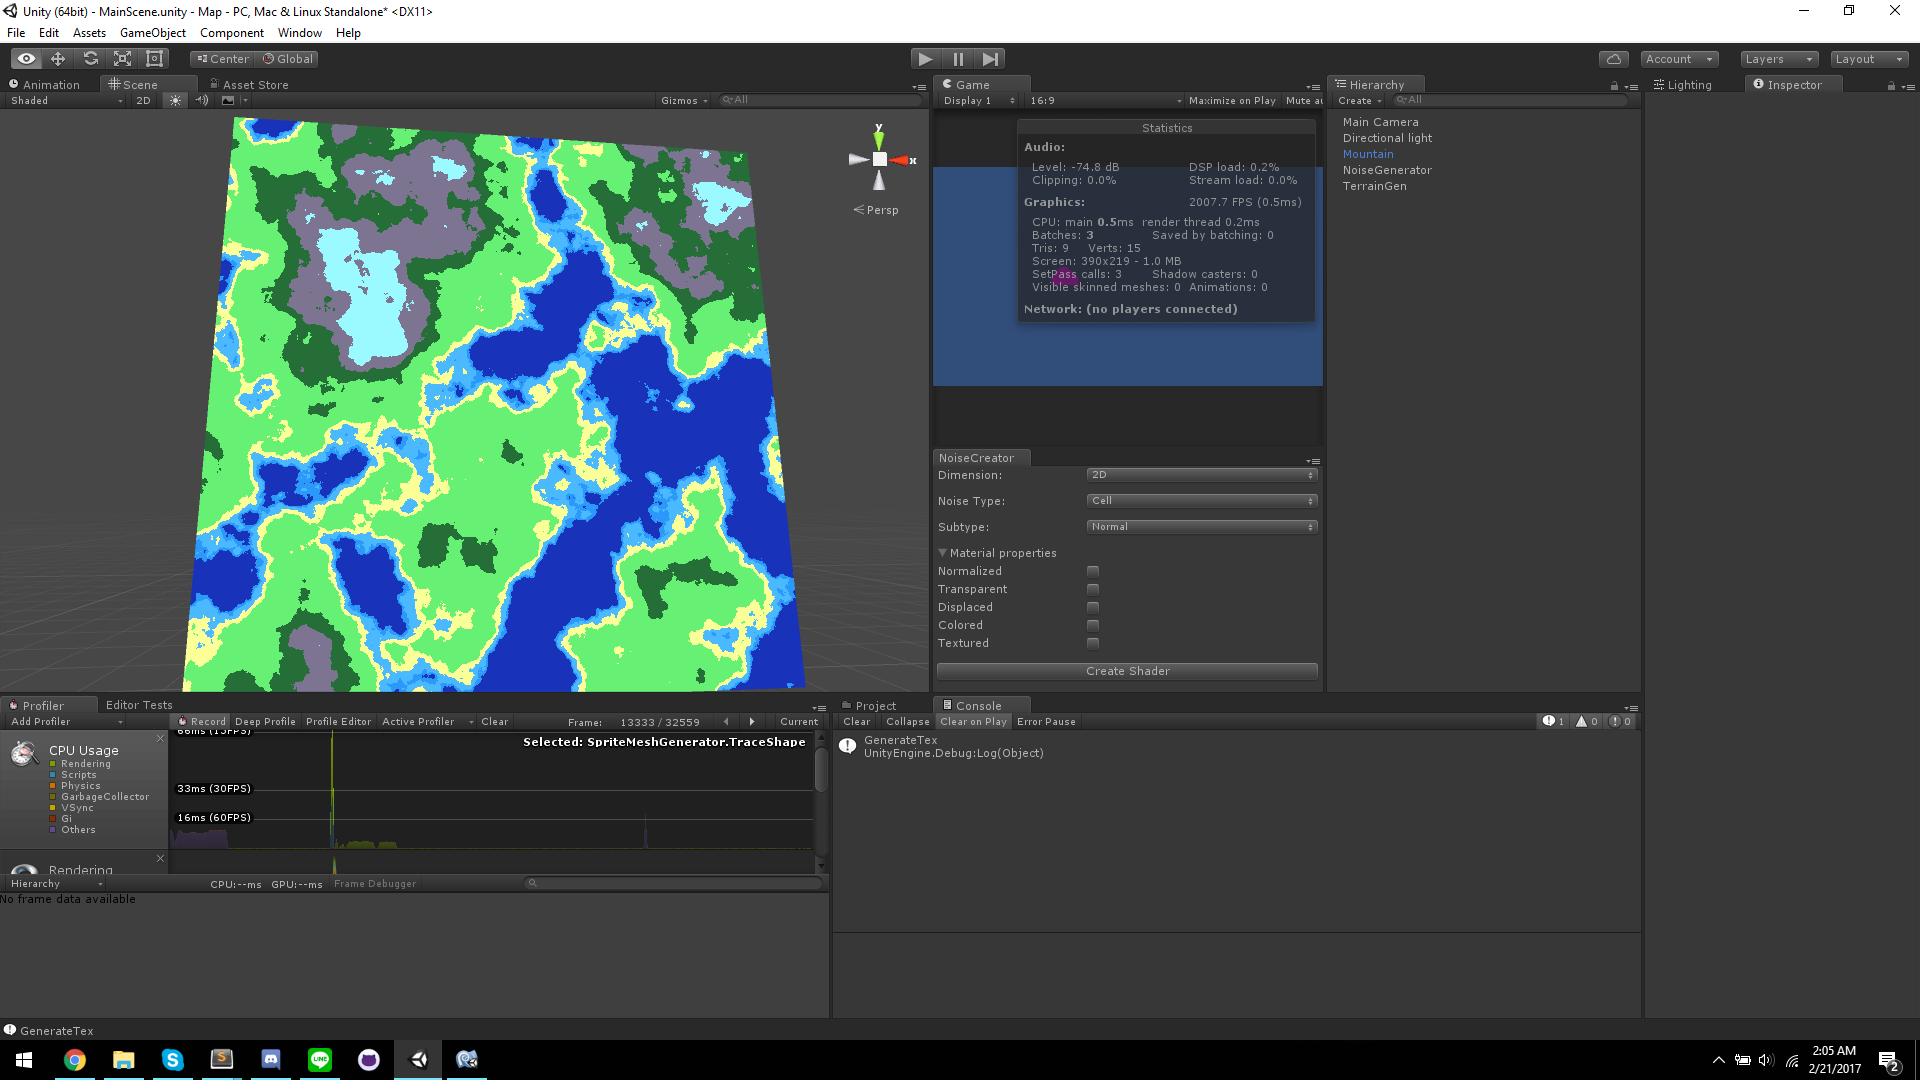 Unity (64bit) - MainScene.unity - Map - PC, Mac & Linux Standalone* <DX11>
File Edit Assets GameObject Component Window Help
Center Global
Account Layers Layout
Animation Scene Asset Store
Shaded 2D Gizmos All
y
x
Persp
Game
Display 1 16:9 Maximize on Play Mute au
Statistics
Audio:
Level: -74.8 dB DSP load: 0.2%
Clipping: 0.0% Stream load: 0.0%
Graphics: 2007.7 FPS (0.5ms)
CPU: main 0.5ms render thread 0.2ms
Batches: 3 Saved by batching: 0
Tris: 9 Verts: 15
Screen: 390x219 - 1.0 MB
SetPass calls: 3 Shadow casters: 0
Visible skinned meshes: 0 Animations: 0
Network: (no players connected)
Hierarchy
Create All
Main Camera
Directional light
Mountain
NoiseGenerator
TerrainGen
Lighting Inspector
NoiseCreator
Dimension: 2D
Noise Type: Cell
Subtype: Normal
Material properties
Normalized
Transparent
Displaced
Colored
Textured
Create Shader
Profiler Editor Tests
Add Profiler Record Deep Profile Profile Editor Active Profiler Clear Frame: 13333 / 32559 Current
CPU Usage
Rendering
Scripts
Physics
GarbageCollector
VSync
Gi
Others
66ms (15FPS)
Selected: SpriteMeshGenerator.TraceShape
33ms (30FPS)
16ms (60FPS)
Rendering
Hierarchy CPU:--ms GPU:--ms Frame Debugger
No frame data available
Project Console
Clear Collapse Clear on Play Error Pause 1 0 0
GenerateTex
UnityEngine.Debug:Log(Object)
GenerateTex
2:05 AM
2/21/2017
2